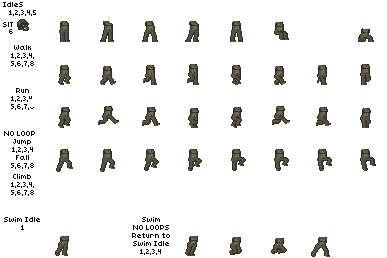 IdleS
1,2,3,4,5
SIT
6
Walk
1,2,3,4,
5,6,7,8
Run
1,2,3,
5,6,7,
NO LOOP
Jump
1,2,3,4
Fall
5,6,7,8
Climb
1,2,3,4,
5,6,7,8
Swim Idle
1
Swim
NO LOOPS
Return to
Swim Idle
1,2,3,4